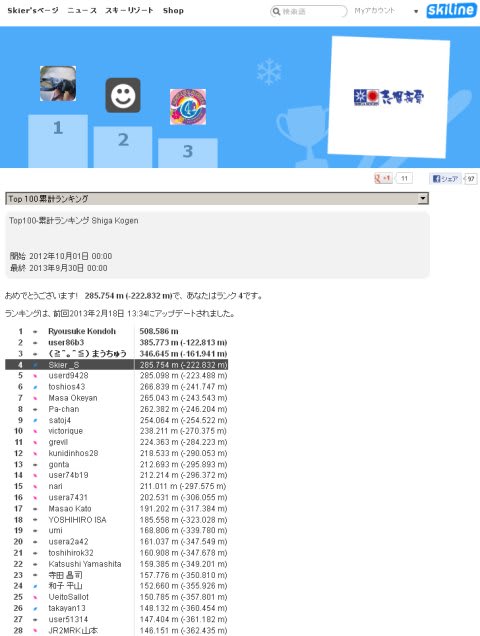 Skier'sページ ニュース スキーリゾート Shop
検索語
Myアカウント
skiline
1
2
3
志賀高原
+1 11
シェア 97
Top 100累計ランキング
Top100-累計ランキング Shiga Kogen
開始 2012年10月01日 00:00
最終 2013年9月30日 00:00
おめでとうございます! 285.754 m (-222.832 m)で、あなたはランク 4です。
ランキングは、前回2013年2月18日 13:34にアップデートされました。
1 Ryousuke Kondoh 508.586 m
2 user86b3 385.773 m (-122.813 m)
3 (≧^。^≦) まうちゅう 346.645 m (-161.941 m)
4 Skier_S 285.754 m (-222.832 m)
5 userd9428 285.098 m (-223.488 m)
6 toshios43 266.839 m (-241.747 m)
7 Masa Okeyan 265.043 m (-243.543 m)
8 Pa-chan 262.382 m (-246.204 m)
9 satoj4 254.064 m (-254.522 m)
10 victorique 238.211 m (-270.375 m)
11 grevil 224.363 m (-284.223 m)
12 kunidinhos28 218.533 m (-290.053 m)
13 gonta 212.693 m (-295.893 m)
14 user74b19 212.214 m (-296.372 m)
15 nari 211.011 m (-297.575 m)
16 usera7431 202.531 m (-306.055 m)
17 Masao Kato 191.202 m (-317.384 m)
18 YOSHIHIRO ISA 185.558 m (-323.028 m)
19 umi 168.806 m (-339.780 m)
20 usera2a42 161.037 m (-347.549 m)
21 toshihirok32 160.908 m (-347.678 m)
22 Katsushi Yamashita 159.385 m (-349.201 m)
23 寺田 昌司 157.776 m (-350.810 m)
24 和子 平山 152.660 m (-355.926 m)
25 UeitoSallot 150.785 m (-357.801 m)
26 takayan13 148.132 m (-360.454 m)
27 user51314 147.404 m (-361.182 m)
28 JR2MRK 山本 146.151 m (-362.435 m)